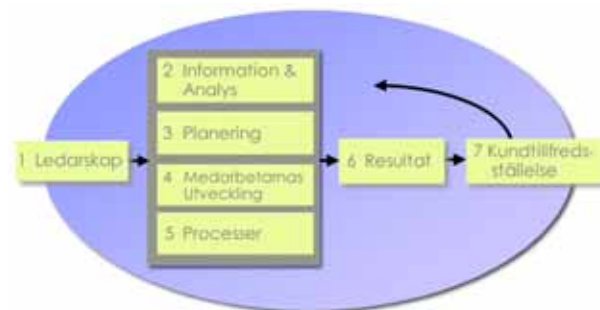 1 Ledarskap
2 Information &
Analys
3 Planering
4 Medarbetarnas
Utveckling
5 Processer
6 Resultat
7 Kundtillfreds-
ställelse